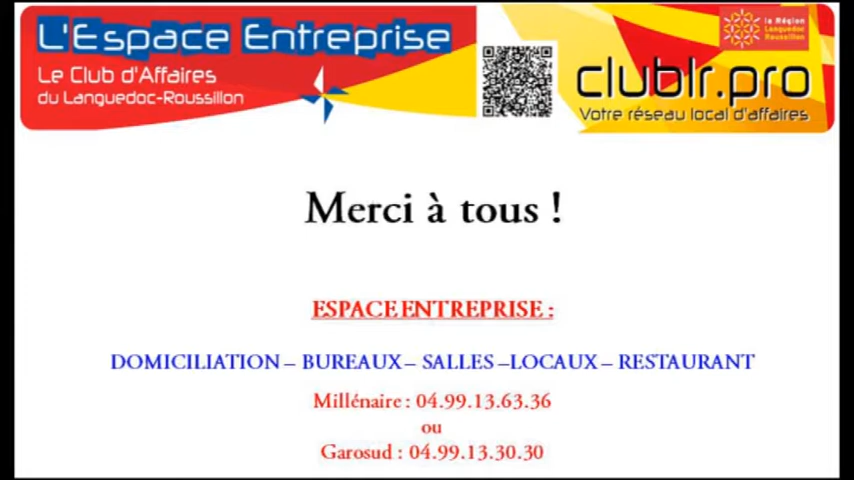 L'Espace Entreprise
Le Club d'Affaires
du Languedoc-Roussillon
clublr.pro
Votre réseau local d'affaires
la Région
Languedoc
Roussillon
Merci à tous !
ESPACE ENTREPRISE :
DOMICILIATION – BUREAUX – SALLES –LOCAUX – RESTAURANT
Millénaire : 04.99.13.63.36
ou
Garosud : 04.99.13.30.30